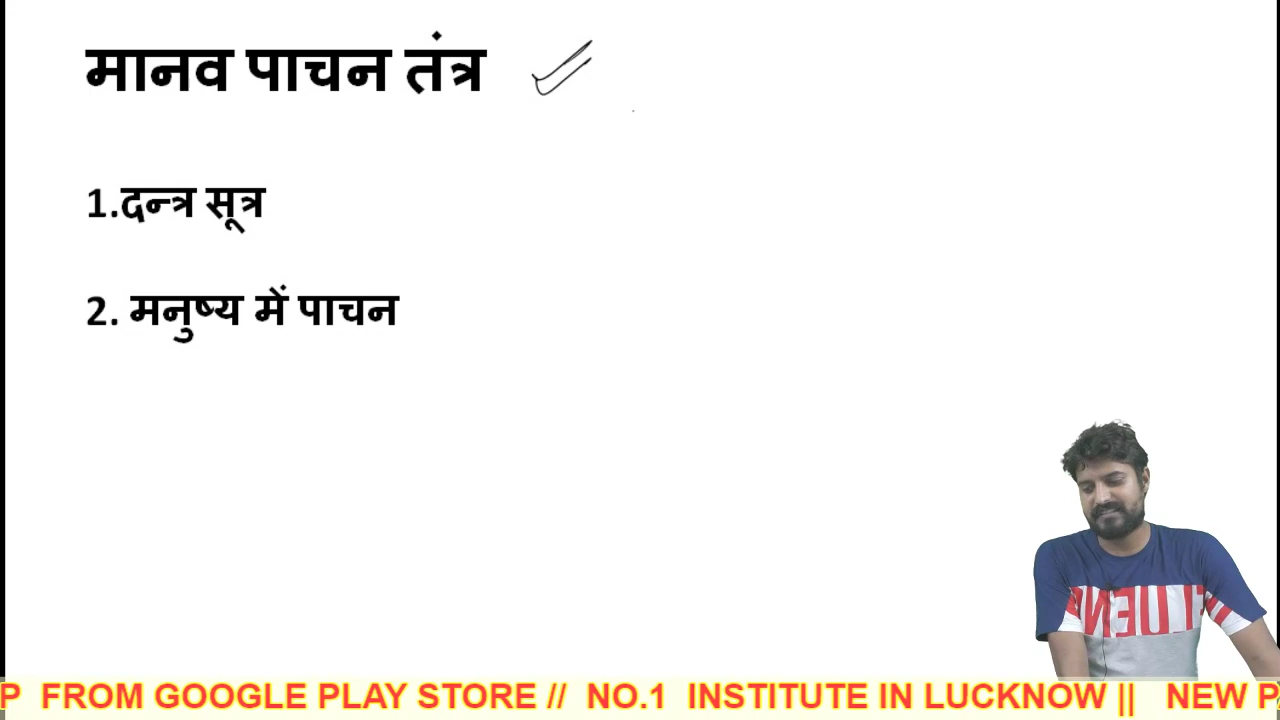 मानव पाचन तंत्र
1.दन्त्र सूत्र
2. मनुष्य में पाचन
P FROM GOOGLE PLAY STORE // NO.1 INSTITUTE IN LUCKNOW || NEW